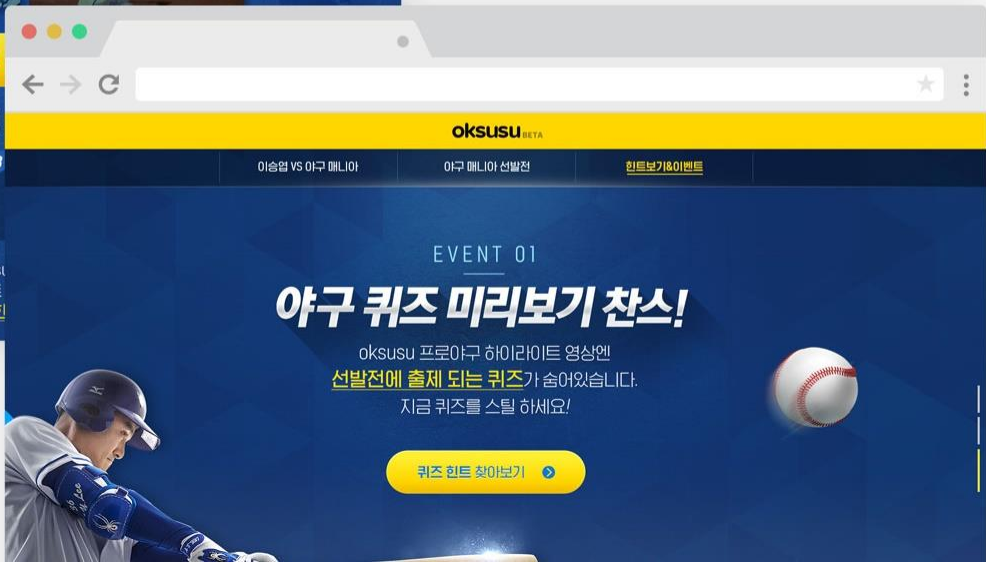 oksusu BETA
이승엽 VS 야구 매니아
야구 매니아 선발전
힌트보기&이벤트
EVENT 01
야구 퀴즈 미리보기 찬스!
oksusu 프로야구 하이라이트 영상엔
선발전에 출제 되는 퀴즈가 숨어있습니다.
지금 퀴즈를 스틸 하세요!
퀴즈 힌트 찾아보기